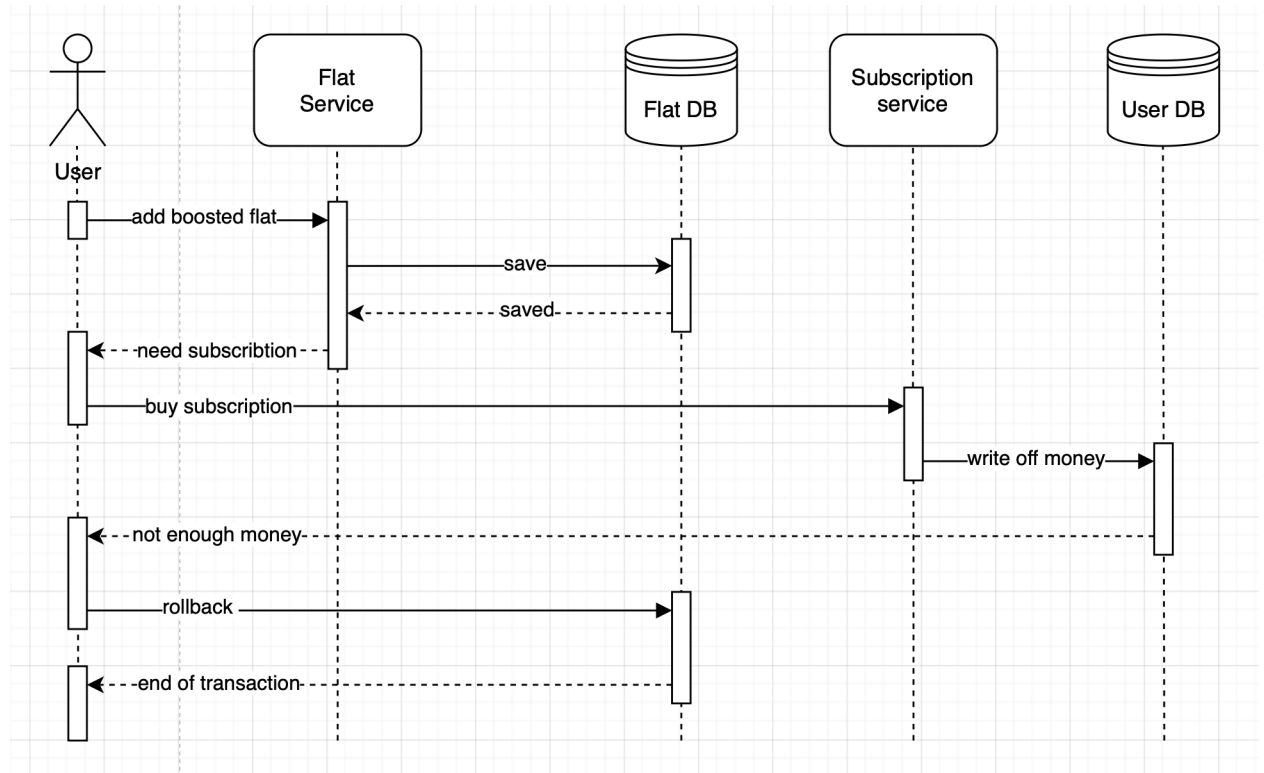 Flat
Service
Flat DB
Subscription
service
User DB
User
add boosted flat
save
saved
need subscribtion
buy subscription
write off money
not enough money
rollback
end of transaction